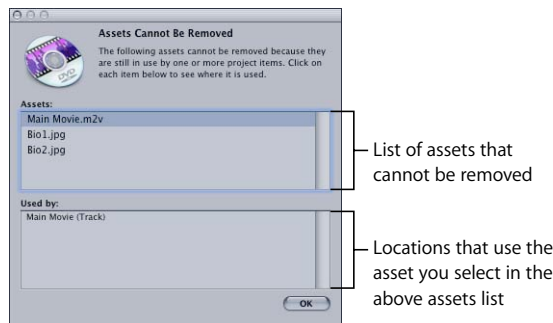 Assets Cannot Be Removed
The following assets cannot be removed because they
are still in use by one or more project items. Click on
each item below to see where it is used.
DVD
Assets:
Main Movie.m2v
Bio1.jpg
Bio2.jpg
List of assets that
cannot be removed
Used by:
Main Movie (Track)
Locations that use the
asset you select in the
above assets list
OK